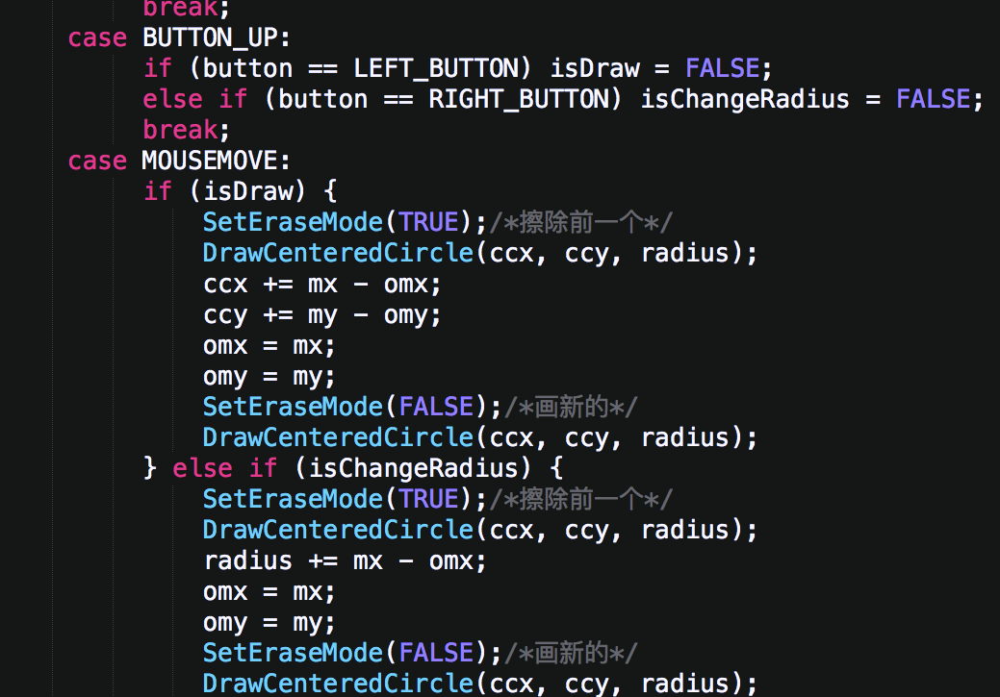 break;
case BUTTON_UP:
if (button == LEFT_BUTTON) isDraw = FALSE;
else if (button == RIGHT_BUTTON) isChangeRadius = FALSE;
break;
case MOUSEMOVE:
if (isDraw) {
SetEraseMode(TRUE);/*擦除前一个*/
DrawCenteredCircle(ccx, ccy, radius);
ccx += mx - omx;
ccy += my - omy;
omx = mx;
omy = my;
SetEraseMode(FALSE);/*画新的*/
DrawCenteredCircle(ccx, ccy, radius);
} else if (isChangeRadius) {
SetEraseMode(TRUE);/*擦除前一个*/
DrawCenteredCircle(ccx, ccy, radius);
radius += mx - omx;
omx = mx;
omy = my;
SetEraseMode(FALSE);/*画新的*/
DrawCenteredCircle(ccx, ccy, radius);